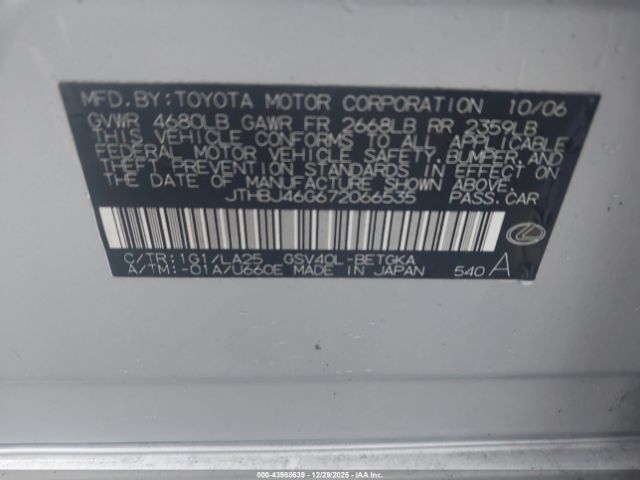 MFD. BY: TOYOTA MOTOR CORPORATION 10/06
GVWR 4680LB GAWR FR 2668LB RR 2359LB
THIS VEHICLE CONFORMS TO ALL APPLICABLE
FEDERAL MOTOR VEHICLE SAFETY, BUMPER, AND
THEFT PREVENTION STANDARDS IN EFFECT ON
THE DATE OF MANUFACTURE SHOWN ABOVE.
JTHBJ46G672066535 PASS. CAR
C/TR: 1G1/LA25 GSV40L-BETGKA
A/TM: -01A/U660E MADE IN JAPAN 540 A
000-43988639 | 12/29/2025 - IAA Inc.